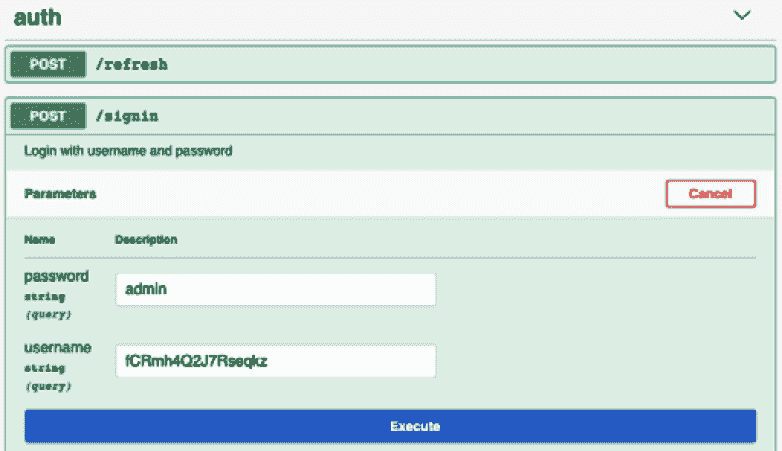 auth
POST /refresh
POST /signin
Login with username and password
Parameters
Cancel
Name Description
password
string
(query)
admin
username
string
(query)
fCRmh4Q2J7Rseqkz
Execute